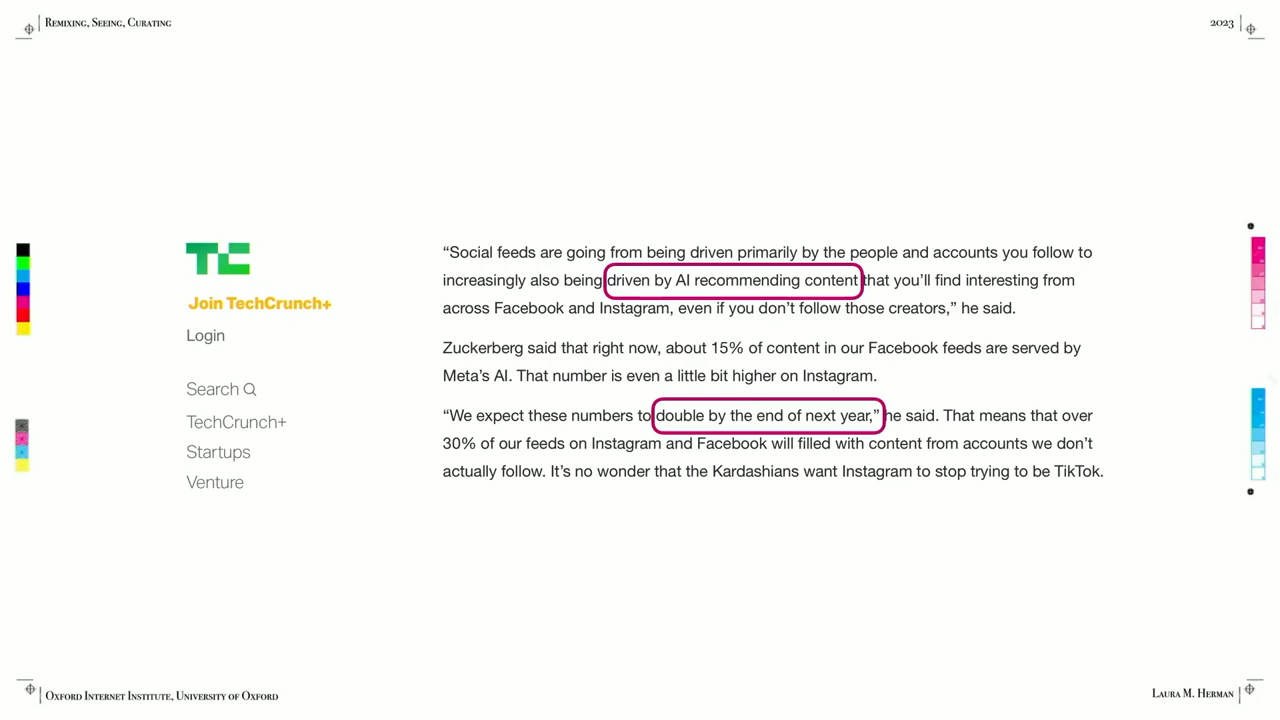 Remixing, Seeing, Curating
2023
TC
Join TechCrunch+
Login
Search
TechCrunch+
Startups
Venture
“Social feeds are going from being driven primarily by the people and accounts you follow to
increasingly also being driven by AI recommending content that you’ll find interesting from
across Facebook and Instagram, even if you don’t follow those creators,” he said.
Zuckerberg said that right now, about 15% of content in our Facebook feeds are served by
Meta’s AI. That number is even a little bit higher on Instagram.
“We expect these numbers to double by the end of next year,” he said. That means that over
30% of our feeds on Instagram and Facebook will filled with content from accounts we don’t
actually follow. It’s no wonder that the Kardashians want Instagram to stop trying to be TikTok.
Oxford Internet Institute, University of Oxford
Laura M. Herman